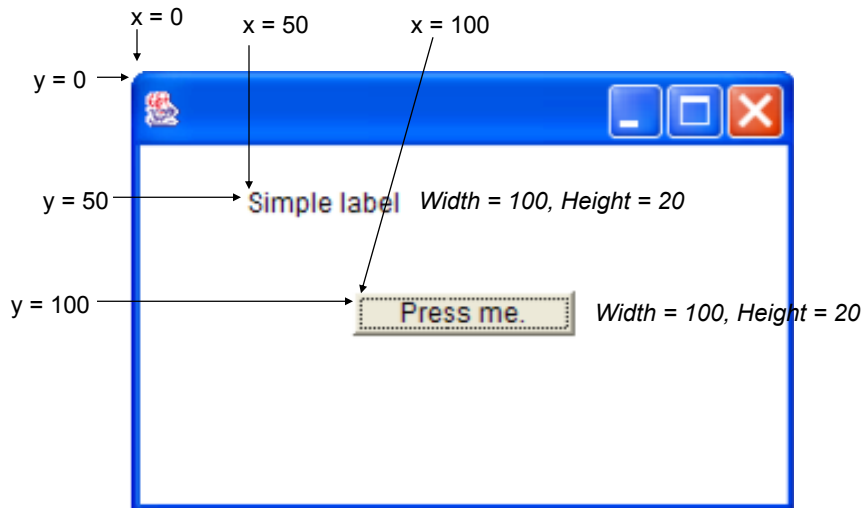 x = 0
x = 50
x = 100
y = 0
y = 50
Simple label
Width = 100, Height = 20
y = 100
Press me.
Width = 100, Height = 20